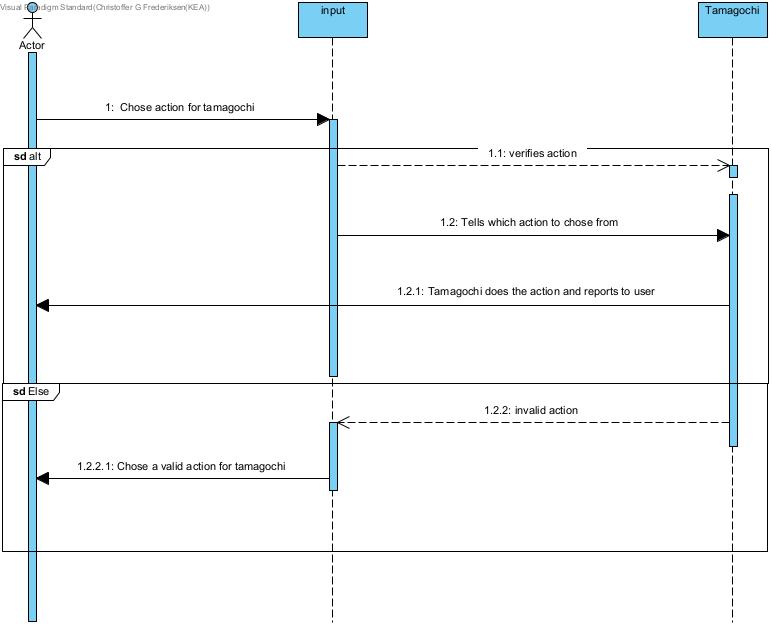 Visual Paradigm Standard(Christoffer G Frederiksen(KEA))
input
Tamagochi
Actor
1: Chose action for tamagochi
sd alt
1.1: verifies action
1.2: Tells which action to chose from
1.2.1: Tamagochi does the action and reports to user
sd Else
1.2.2: invalid action
1.2.2.1: Chose a valid action for tamagochi